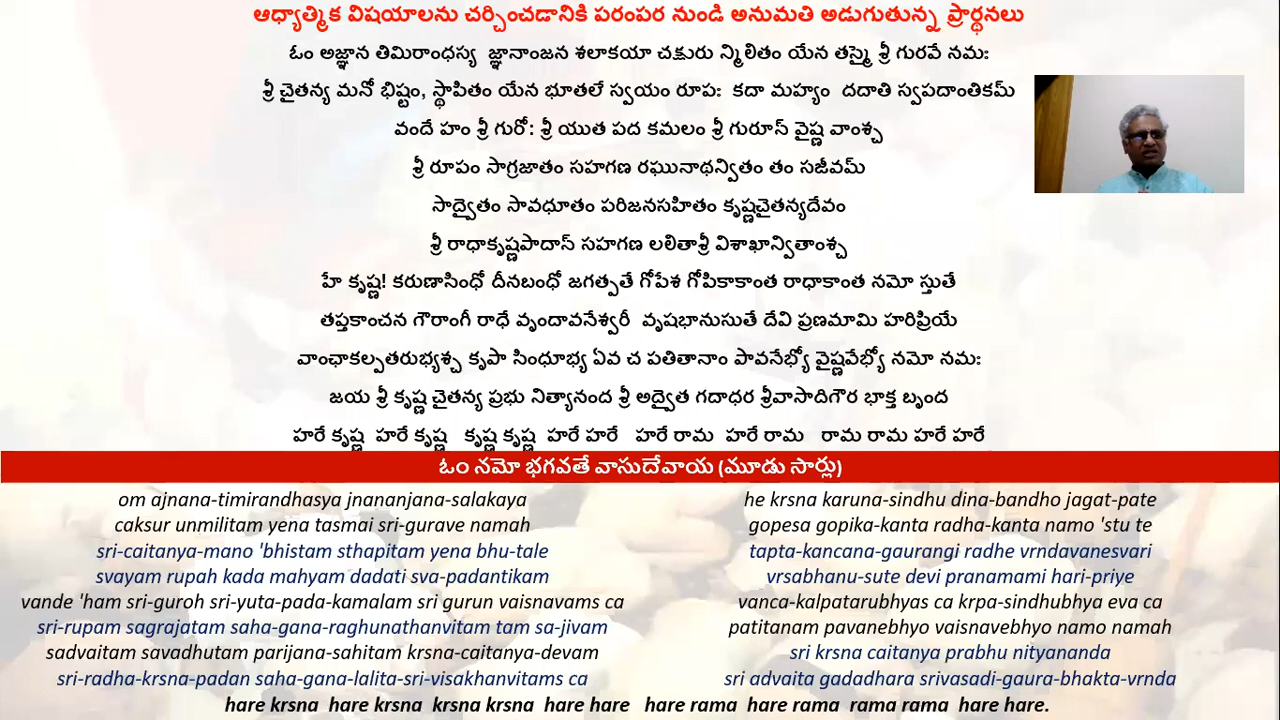 ఆధ్యాత్మిక విషయాలను చర్చించడానికి పరంపర నుండి అనుమతి అడుగుతున్న ప్రార్థనలు
ఓం అజ్ఞాన తిమిరాంధస్య జ్ఞానాంజన శలాకయా చక్షురు న్మిలితం యేన తస్మై శ్రీ గురవే నమః
శ్రీ చైతన్య మనో భిష్టం, స్థాపితం యేన భూతలే స్వయం రూపః కదా మహ్యం దదాతి స్వపదాంతికమ్
వందే హం శ్రీ గురో: శ్రీ యుత పద కమలం శ్రీ గురూస్ వైష్ణ వాంశ్చ
శ్రీ రూపం సాగ్రజాతం సహగణ రఘునాథన్వితం తం సజీవమ్
సాద్వైతం సావధూతం పరిజనసహితం కృష్ణచైతన్యదేవం
శ్రీ రాధాకృష్ణపాదాస్ సహగణ లలితాశ్రీ విశాఖాన్వితాంశ్చ
హే కృష్ణ! కరుణాసింధో దీనబంధో జగత్పతే గోపేశ గోపికాకాంత రాధాకాంత నమో స్తుతే
తప్తకాంచన గౌరాంగీ రాధే వృందావనేశ్వరీ వృషభానుసుతే దేవి ప్రణమామి హరిప్రియే
వాంఛాకల్పతరుభ్యశ్చ కృపా సింధూభ్య ఏవ చ పతితానాం పావనేభ్యో వైష్ణవేభ్యో నమో నమః
జయ శ్రీ కృష్ణ చైతన్య ప్రభు నిత్యానంద శ్రీ అద్వైత గదాధర శ్రీవాసాదిగౌర భాక్త బృంద
హరే కృష్ణ హరే కృష్ణ కృష్ణ కృష్ణ హరే హరే హరే రామ హరే రామ రామ రామ హరే హరే
ఓం నమో భగవతే వాసుదేవాయ (మూడు సార్లు)
om ajnana-timirandhasya jnananjana-salakaya
caksur unmilitam yena tasmai sri-gurave namah
sri-caitanya-mano 'bhistam sthapitam yena bhu-tale
svayam rupah kada mahyam dadati sva-padantikam
vande 'ham sri-guroh sri-yuta-pada-kamalam sri gurun vaisnavams ca
sri-rupam sagrajatam saha-gana-raghunathanvitam tam sa-jivam
sadvaitam savadhutam parijana-sahitam krsna-caitanya-devam
sri-radha-krsna-padan saha-gana-lalita-sri-visakhanvitams ca
he krsna karuna-sindhu dina-bandho jagat-pate
gopesa gopika-kanta radha-kanta namo 'stu te
tapta-kancana-gaurangi radhe vrndavanesvari
vrsabhanu-sute devi pranamami hari-priye
vanca-kalpatarubhyas ca krpa-sindhubhya eva ca
patitanam pavanebhyo vaisnavebhyo namo namah
sri krsna caitanya prabhu nityananda
sri advaita gadadhara srivasadi-gaura-bhakta-vrnda
hare krsna hare krsna krsna krsna hare hare hare rama hare rama rama rama hare hare.